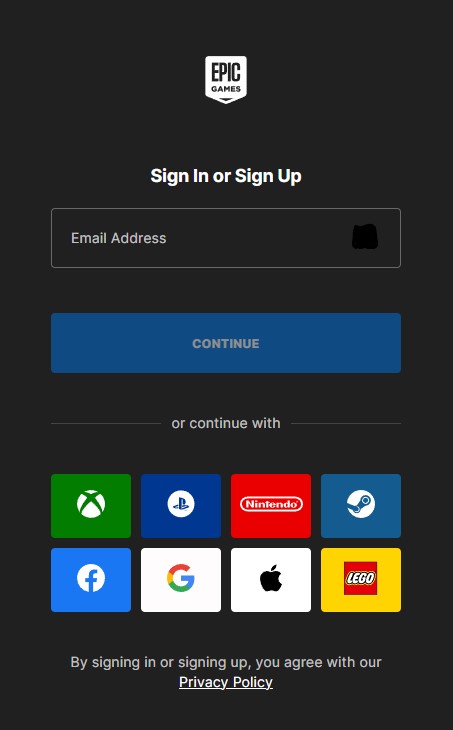 EPIC
GAMES
Sign In or Sign Up
Email Address
CONTINUE
or continue with
Nintendo
LEGO
By signing in or signing up, you agree with our
Privacy Policy